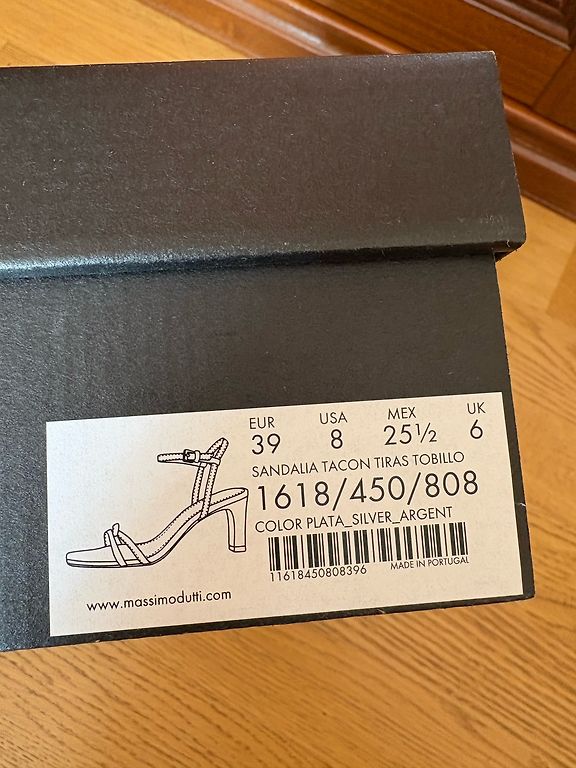 EUR USA MEX UK
39 8 25½ 6
SANDALIA TACON TIRAS TOBILLO
1618/450/808
COLOR PLATA_SILVER_ARGENT
11618450808396
MADE IN PORTUGAL
www.massimodutti.com